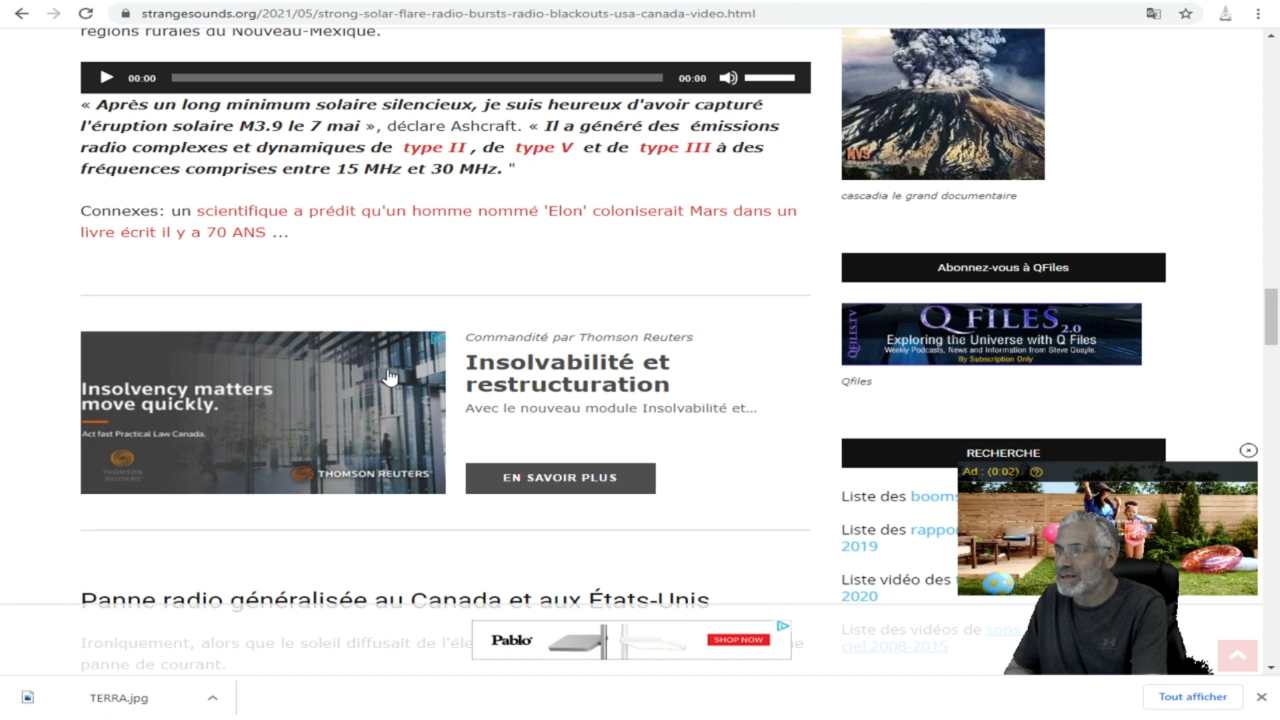 strangesounds.org/2021/05/strong-solar-flare-radio-bursts-radio-blackouts-usa-canada-video.html
régions rurales du Nouveau-Mexique.
00:00 00:00
« Après un long minimum solaire silencieux, je suis heureux d'avoir capturé
l'éruption solaire M3.9 le 7 mai », déclare Ashcraft. « Il a généré des émissions
radio complexes et dynamiques de type II , de type V et de type III à des
fréquences comprises entre 15 MHz et 30 MHz. "
Connexes: un scientifique a prédit qu'un homme nommé 'Elon' coloniserait Mars dans un
livre écrit il y a 70 ANS ...
Insolvency matters
move quickly.
Act fast Practical Law Canada.
THOMSON
REUTERS
THOMSON REUTERS
Commandité par Thomson Reuters
Insolvabilité et
restructuration
Avec le nouveau module Insolvabilité et...
EN SAVOIR PLUS
Panne radio généralisée au Canada et aux États-Unis
Ironiquement, alors que le soleil diffusait de l'éle
panne de courant.
Pablo
SHOP NOW
cascadia le grand documentaire
Abonnez-vous à QFiles
QFILES.TV
Q FILES 2.0
Exploring the Universe with Q Files
Weekly Podcasts, News and Information from Steve Quayle.
By Subscription Only
Qfiles
RECHERCHE
Ad : (0:02)
Liste des booms
Liste des rappo
2019
Liste vidéo des
2020
Liste des vidéos de sons
ciel 2008-2015
TERRA.jpg
Tout afficher